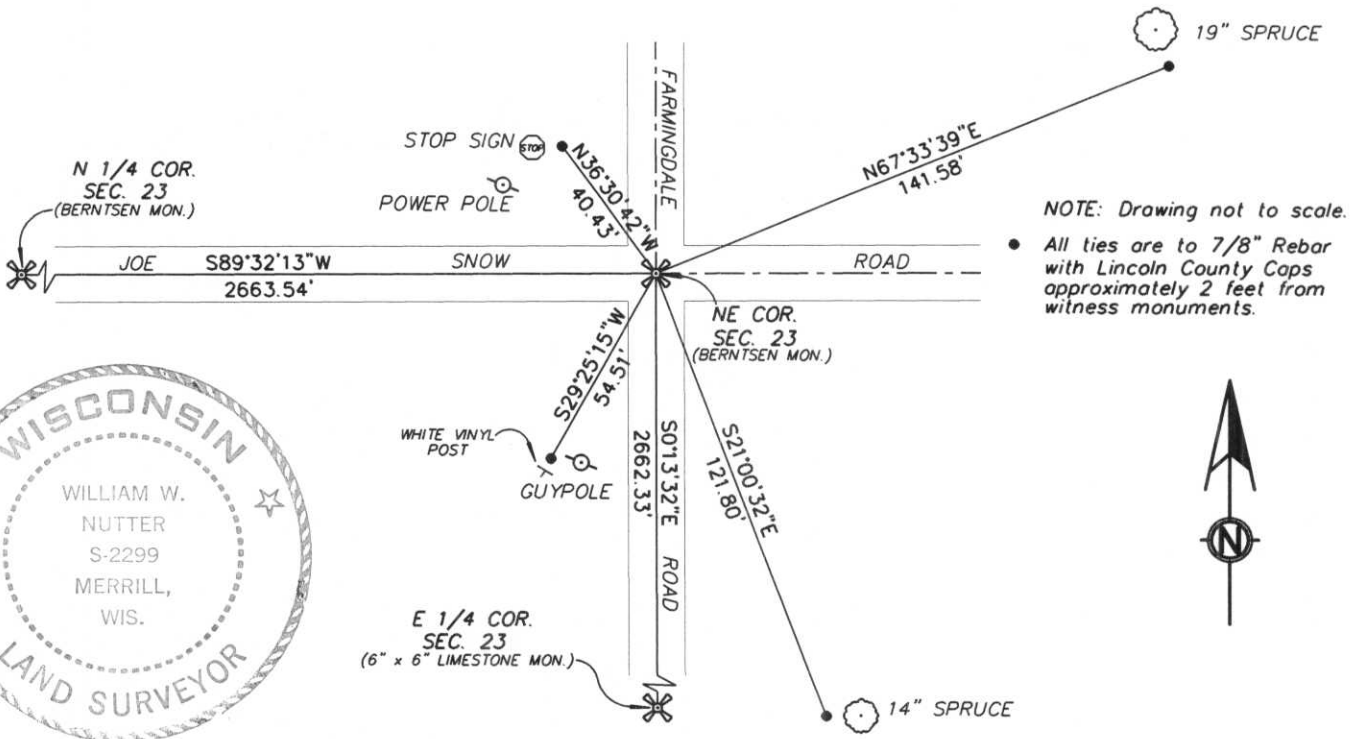 19" SPRUCE
FARMINGDALE
STOP SIGN
STOP
N36°30'42"W
40.43'
N67°33'39"E
141.58'
N 1/4 COR.
SEC. 23
(BERNTSEN MON.)
POWER POLE
NOTE: Drawing not to scale.
All ties are to 7/8" Rebar
with Lincoln County Caps
approximately 2 feet from
witness monuments.
JOE S89°32'13"W SNOW ROAD
2663.54'
NE COR.
SEC. 23
(BERNTSEN MON.)
S29°25'15"W
54.51'
WHITE VINYL
POST
GUYPOLE
S0°13'32"E ROAD
2662.33'
S21°00'32"E
121.80'
N
WISCONSIN
WILLIAM W.
NUTTER
S-2299
MERRILL,
WIS.
LAND SURVEYOR
E 1/4 COR.
SEC. 23
(6" x 6" LIMESTONE MON.)
14" SPRUCE